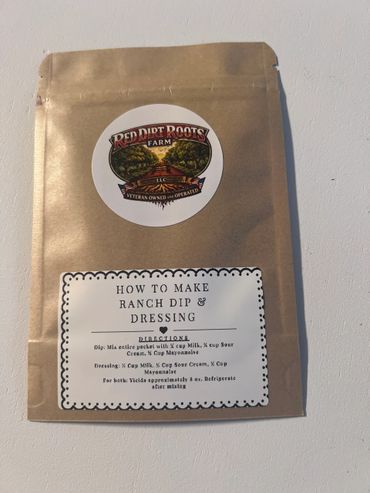 RED DIRT ROOTS
FARM
LLC
VETERAN OWNED AND OPERATED
HOW TO MAKE
RANCH DIP &
DRESSING
DIRECTIONS
Dip: Mix entire packet with cup Milk, cup Sour
Cream, Cup Mayonnaise
Dressing: Cup Milk, Cup Sour Cream, Cup
Mayonnaise
For both: Yields approximately 8 oz. Refrigerate
after mixing